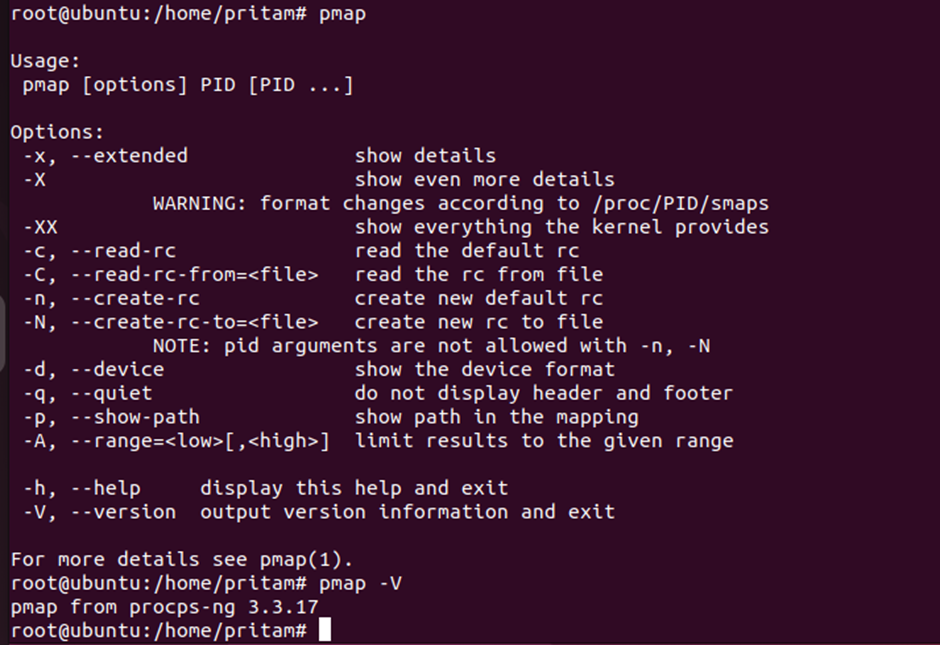 root@ubuntu:/home/pritam# pmap
Usage:
pmap [options] PID [PID ...]
Options:
-x, --extended show details
-X show even more details
WARNING: format changes according to /proc/PID/smaps
-XX show everything the kernel provides
-c, --read-rc read the default rc
-C, --read-rc-from=<file> read the rc from file
-n, --create-rc create new default rc
-N, --create-rc-to=<file> create new rc to file
NOTE: pid arguments are not allowed with -n, -N
-d, --device show the device format
-q, --quiet do not display header and footer
-p, --show-path show path in the mapping
-A, --range=<low>[,<high>] limit results to the given range
-h, --help display this help and exit
-V, --version output version information and exit
For more details see pmap(1).
root@ubuntu:/home/pritam# pmap -V
pmap from procps-ng 3.3.17
root@ubuntu:/home/pritam#